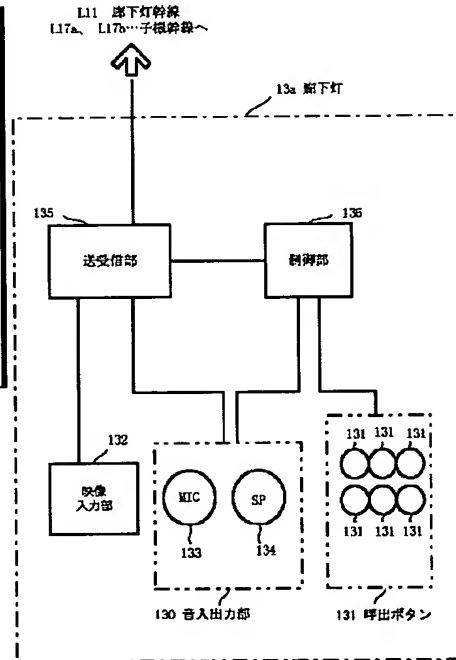 L11 廊下灯幹線
L17a、L17b…子機幹線へ
13a 廊下灯
135
136
送受信部
制御部
132
映像
入力部
MIC
SP
133
134
131 131 131
131 131 131
130 音入出力部
131 呼出ボタン